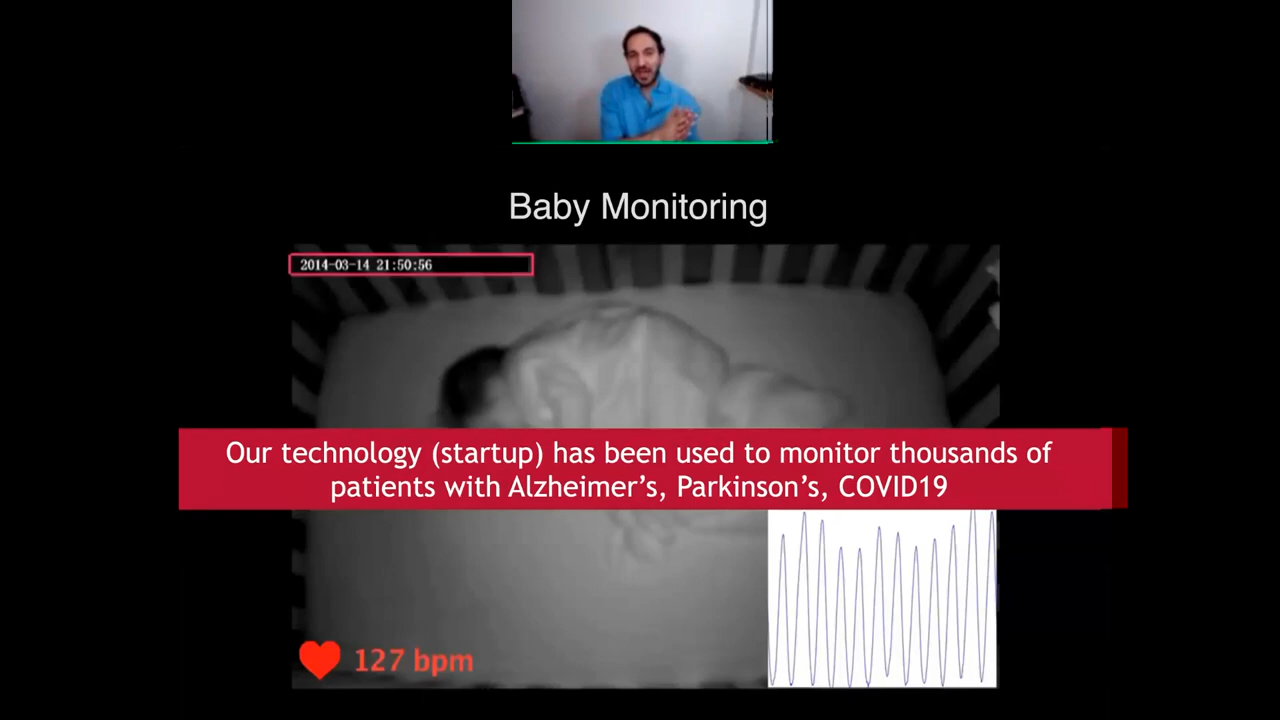 Baby Monitoring
2014-03-14 21:50:56
Our technology (startup) has been used to monitor thousands of
patients with Alzheimer's, Parkinson's, COVID19
127 bpm